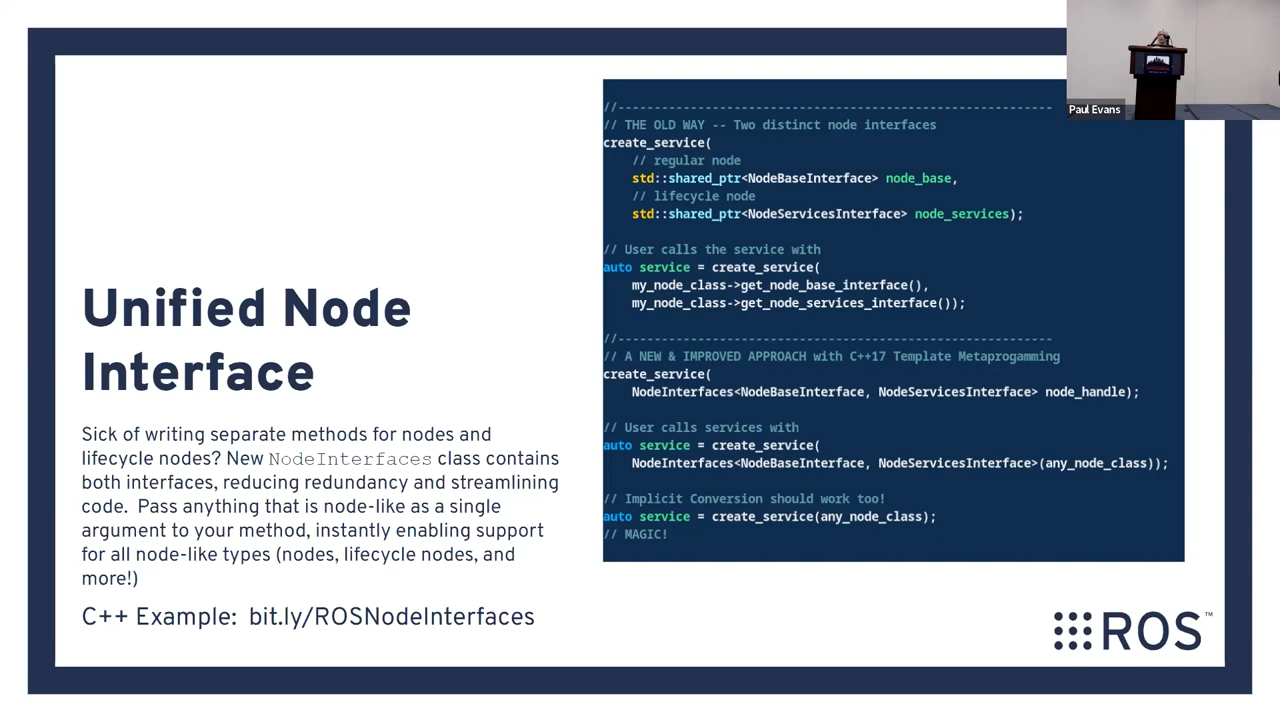 Unified Node
Interface
Sick of writing separate methods for nodes and
lifecycle nodes? New NodeInterfaces class contains
both interfaces, reducing redundancy and streamlining
code. Pass anything that is node-like as a single
argument to your method, instantly enabling support
for all node-like types (nodes, lifecycle nodes, and
more!)
C++ Example: bit.ly/ROSNodeInterfaces
//------------------------------------------------------------
// THE OLD WAY -- Two distinct node interfaces
create_service(
// regular node
std::shared_ptr<NodeBaseInterface> node_base,
// lifecycle node
std::shared_ptr<NodeServicesInterface> node_services);
// User calls the service with
auto service = create_service(
my_node_class->get_node_base_interface(),
my_node_class->get_node_services_interface());
//------------------------------------------------------------
// A NEW & IMPROVED APPROACH with C++17 Template Metaprogamming
create_service(
NodeInterfaces<NodeBaseInterface, NodeServicesInterface> node_handle);
// User calls services with
auto service = create_service(
NodeInterfaces<NodeBaseInterface, NodeServicesInterface>(any_node_class));
// Implicit Conversion should work too!
auto service = create_service(any_node_class);
// MAGIC!
Paul Evans
ROS™